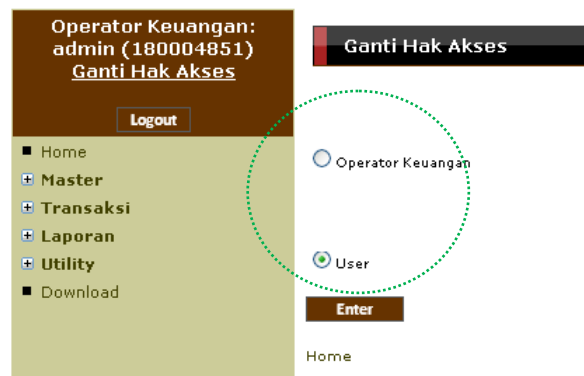 Operator Keuangan:
admin (180004851)
Ganti Hak Akses
Logout
Home
Master
Transaksi
Laporan
Utility
Download
Ganti Hak Akses
Operator Keuangan
User
Enter
Home